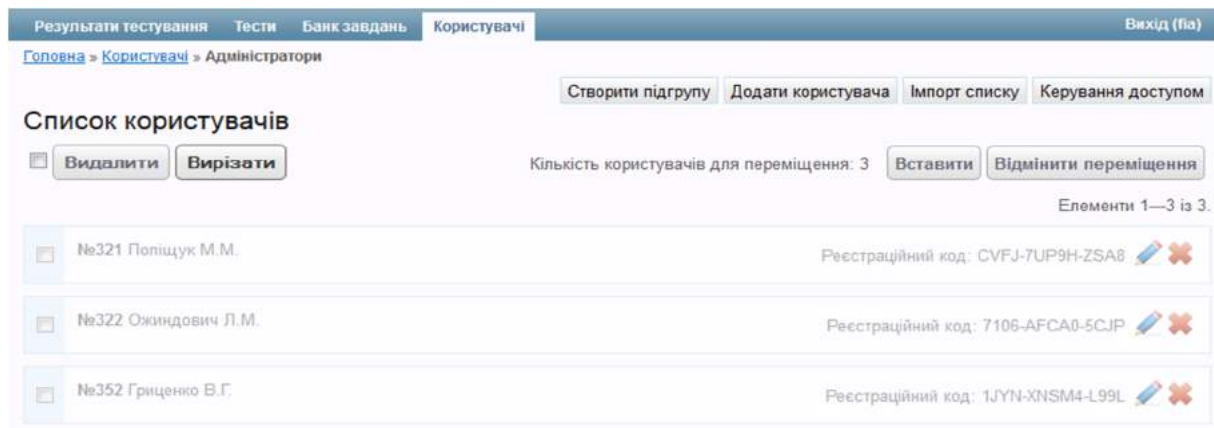 Результати тестування Тести Банк завдань Користувачі Вихід (fia)
Головна » Користувачі » Адміністратори
Створити підгрупу Додати користувача Імпорт списку Керування доступом
Список користувачів
Видалити Вирізати Кількість користувачів для переміщення: 3 Вставити Відмінити переміщення
Елементи 1—3 із 3.
№321 Поліщук М.М. Реєстраційний код: CVFJ-7UP9H-ZSA8
№322 Ожиндович Л.М. Реєстраційний код: 7106-AFCA0-5CJP
№352 Гриценко В.Г. Реєстраційний код: 1JYN-XNSM4-L99L